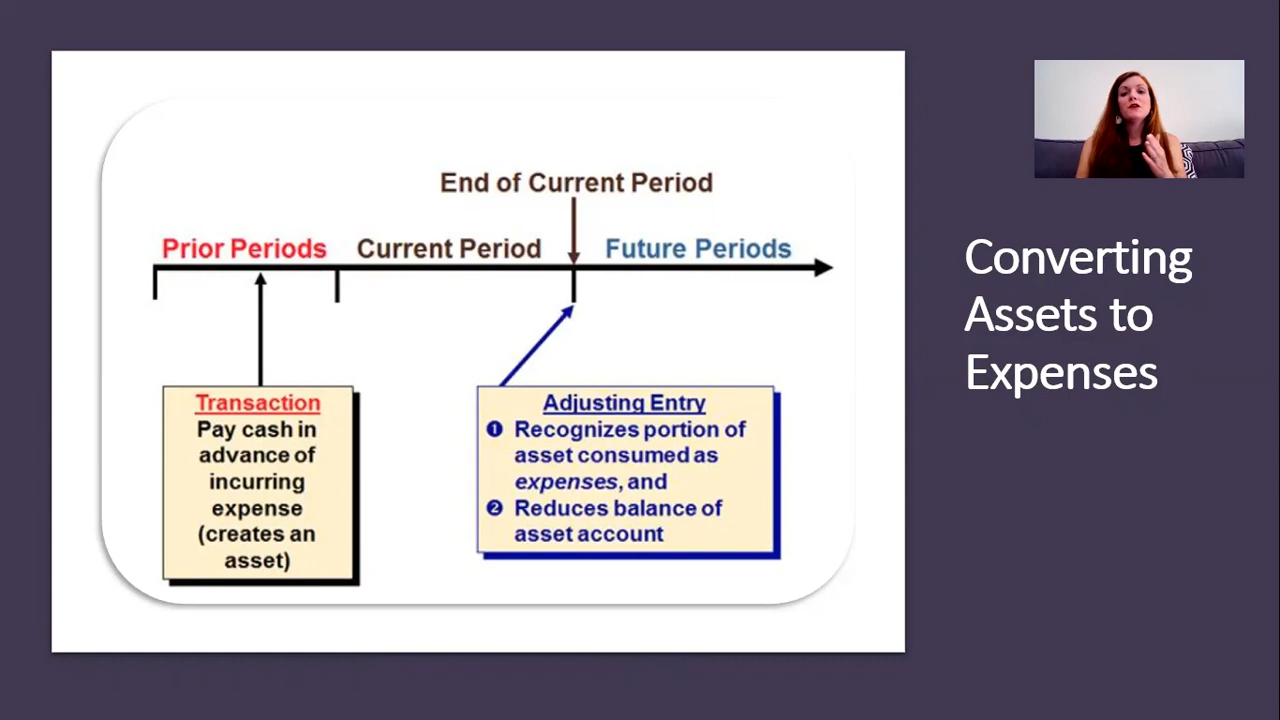 End of Current Period
Prior Periods
Current Period
Future Periods
Transaction
Pay cash in
advance of
incurring
expense
(creates an
asset)
Adjusting Entry
❶ Recognizes portion of
asset consumed as
expenses, and
❷ Reduces balance of
asset account
Converting
Assets to
Expenses